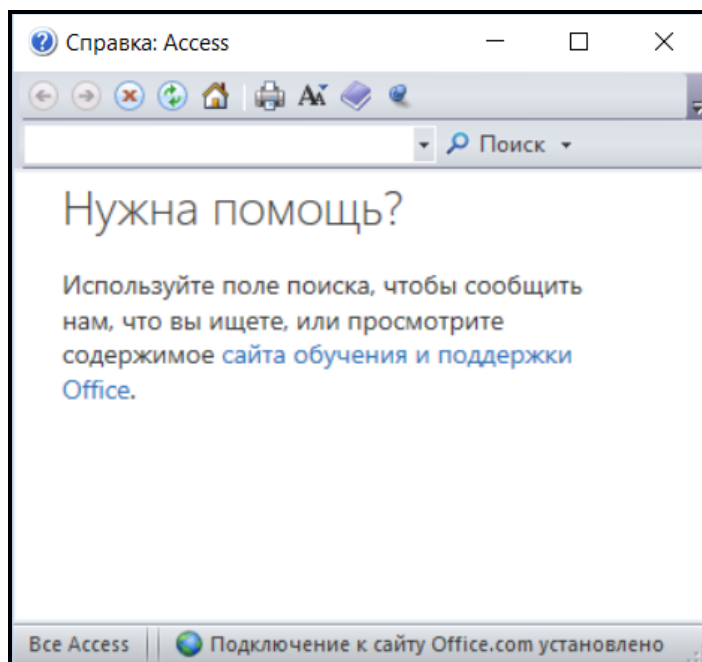 Справка: Access
Поиск
Нужна помощь?
Используйте поле поиска, чтобы сообщить
нам, что вы ищете, или просмотрите
содержимое сайта обучения и поддержки
Office.
Все Access
Подключение к сайту Office.com установлено